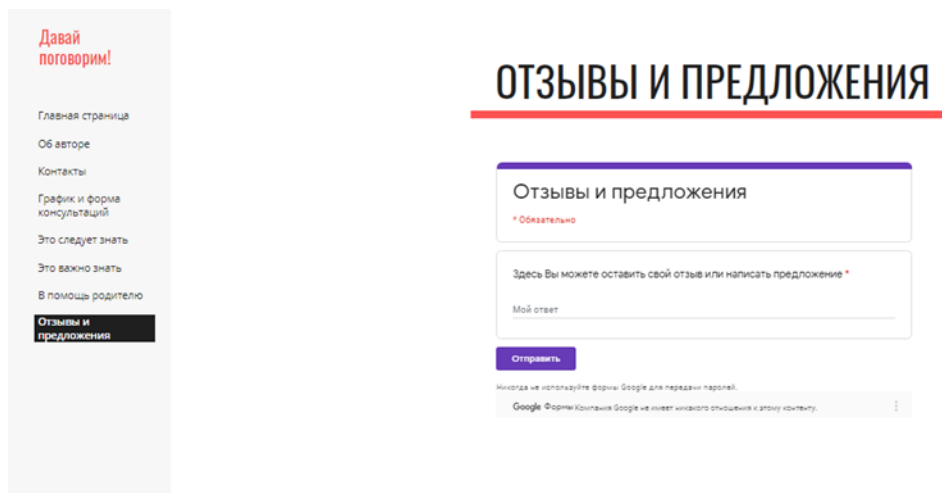 Давай
поговорим!
Главная страница
Об авторе
Контакты
График и форма
консультаций
Это следует знать
Это важно знать
В помощь родителю
Отзывы и
предложения
ОТЗЫВЫ И ПРЕДЛОЖЕНИЯ
Отзывы и предложения
* Обязательно
Здесь Вы можете оставить свой отзыв или написать предложение *
Мой ответ
Отправить
Никогда не используйте формы Google для передачи паролей.
Google Формы Компания Google не имеет никакого отношения к этому контенту.